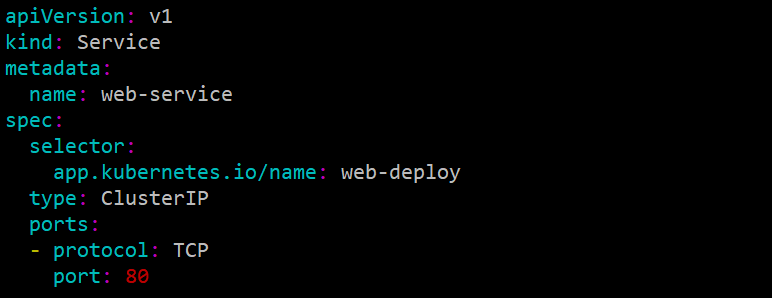 apiVersion: v1
kind: Service
metadata:
  name: web-service
spec:
  selector:
    app.kubernetes.io/name: web-deploy
  type: ClusterIP
  ports:
  - protocol: TCP
    port: 80